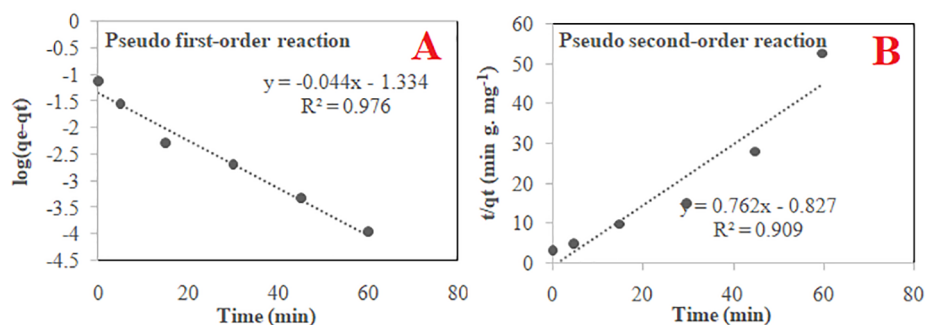 Pseudo first-order reaction
A
y = -0.044x - 1.334
R² = 0.976
0
-0.5
-1
-1.5
-2
-2.5
-3
-3.5
-4
-4.5
log(qe-qt)
0 20 40 60 80
Time (min)
Pseudo second-order reaction
B
y = 0.762x - 0.827
R² = 0.909
60
50
40
30
20
10
0
t/qt (min g. mg⁻¹)
0 20 40 60 80
Time (min)